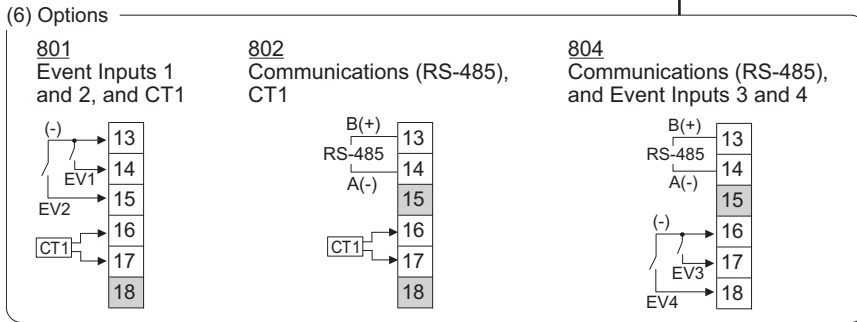 (6) Options
801
Event Inputs 1
and 2, and CT1
(-)
13
14
EV1
15
EV2
16
CT1
17
18
802
Communications (RS-485),
CT1
B(+)
13
RS-485
14
A(-)
15
16
CT1
17
18
804
Communications (RS-485),
and Event Inputs 3 and 4
B(+)
13
RS-485
14
A(-)
15
(-)
16
17
EV3
18
EV4